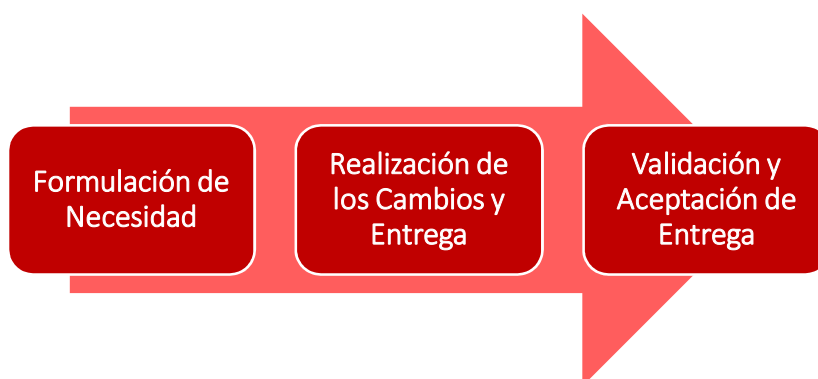 Formulación de
Necesidad
Realización de
los Cambios y
Entrega
Validación y
Aceptación de
Entrega